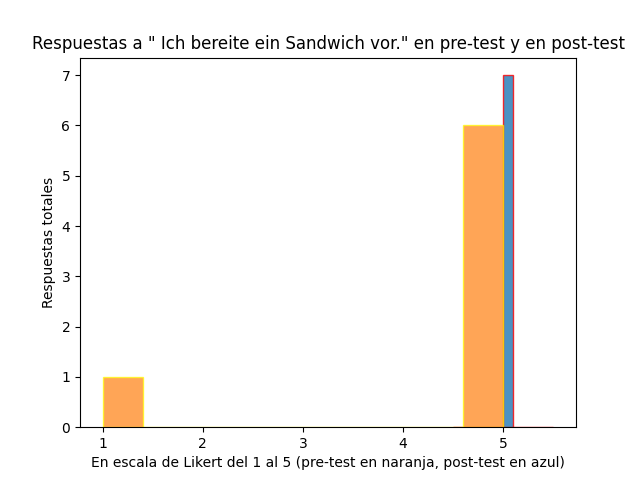 Respuestas a " Ich bereite ein Sandwich vor." en pre-test y en post-test
7
6
5
4
3
2
1
0
Respuestas totales
1 2 3 4 5
En escala de Likert del 1 al 5 (pre-test en naranja, post-test en azul)